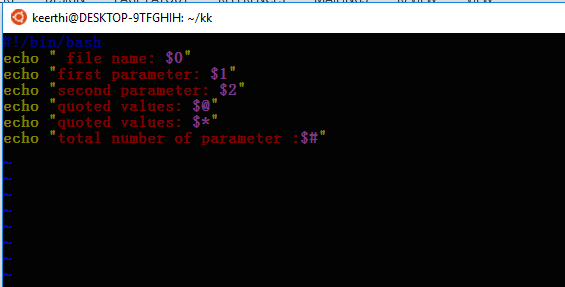 keerthi@DESKTOP-9TFGHIH: ~/kk
#!/bin/bash
echo " file name: $0"
echo "first parameter: $1"
echo "second parameter: $2"
echo "quoted values: $@"
echo "quoted values: $*"
echo "total number of parameter :$#"
~
~
~
~
~
~
~
~